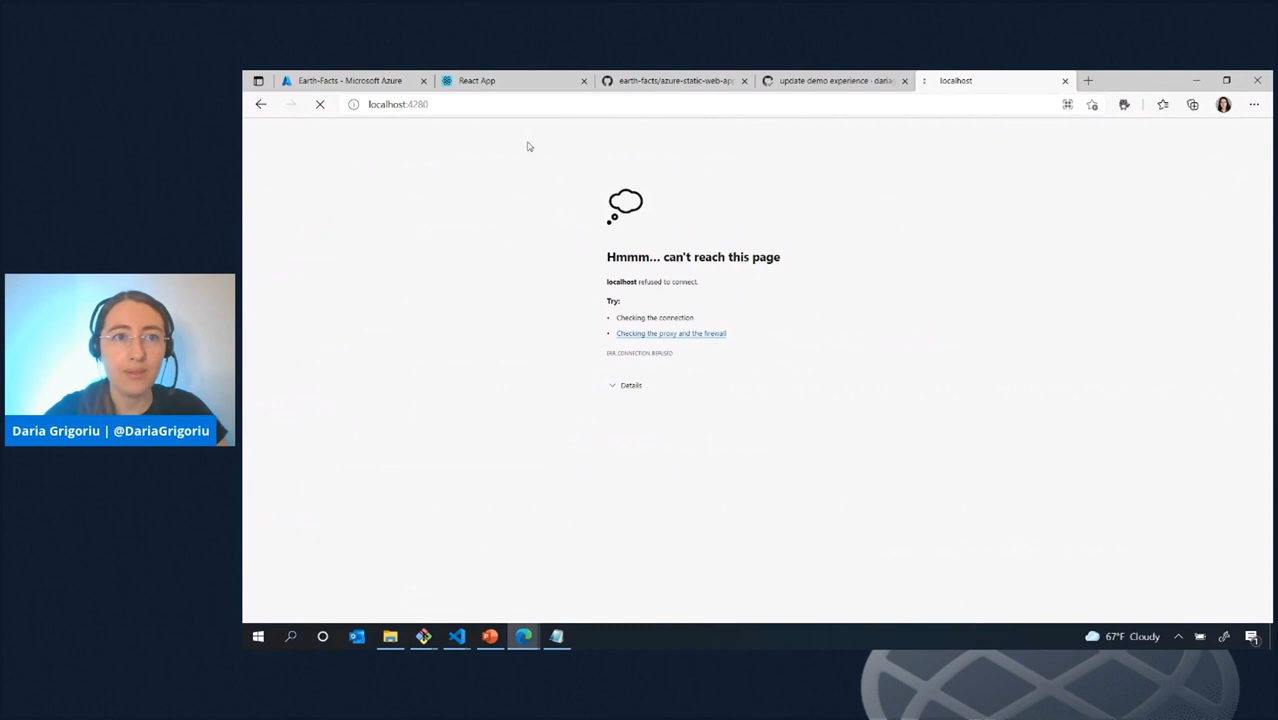 Earth-Facts - Microsoft Azure
React App
earth-facts/azure-static-web-app
update demo experience · daria
localhost
localhost:4280
Hmmm... can't reach this page
localhost refused to connect.
Try:
• Checking the connection
• Checking the proxy and the firewall
ERR_CONNECTION_REFUSED
Details
Daria Grigoriu | @DariaGrigoriu
67°F Cloudy
1